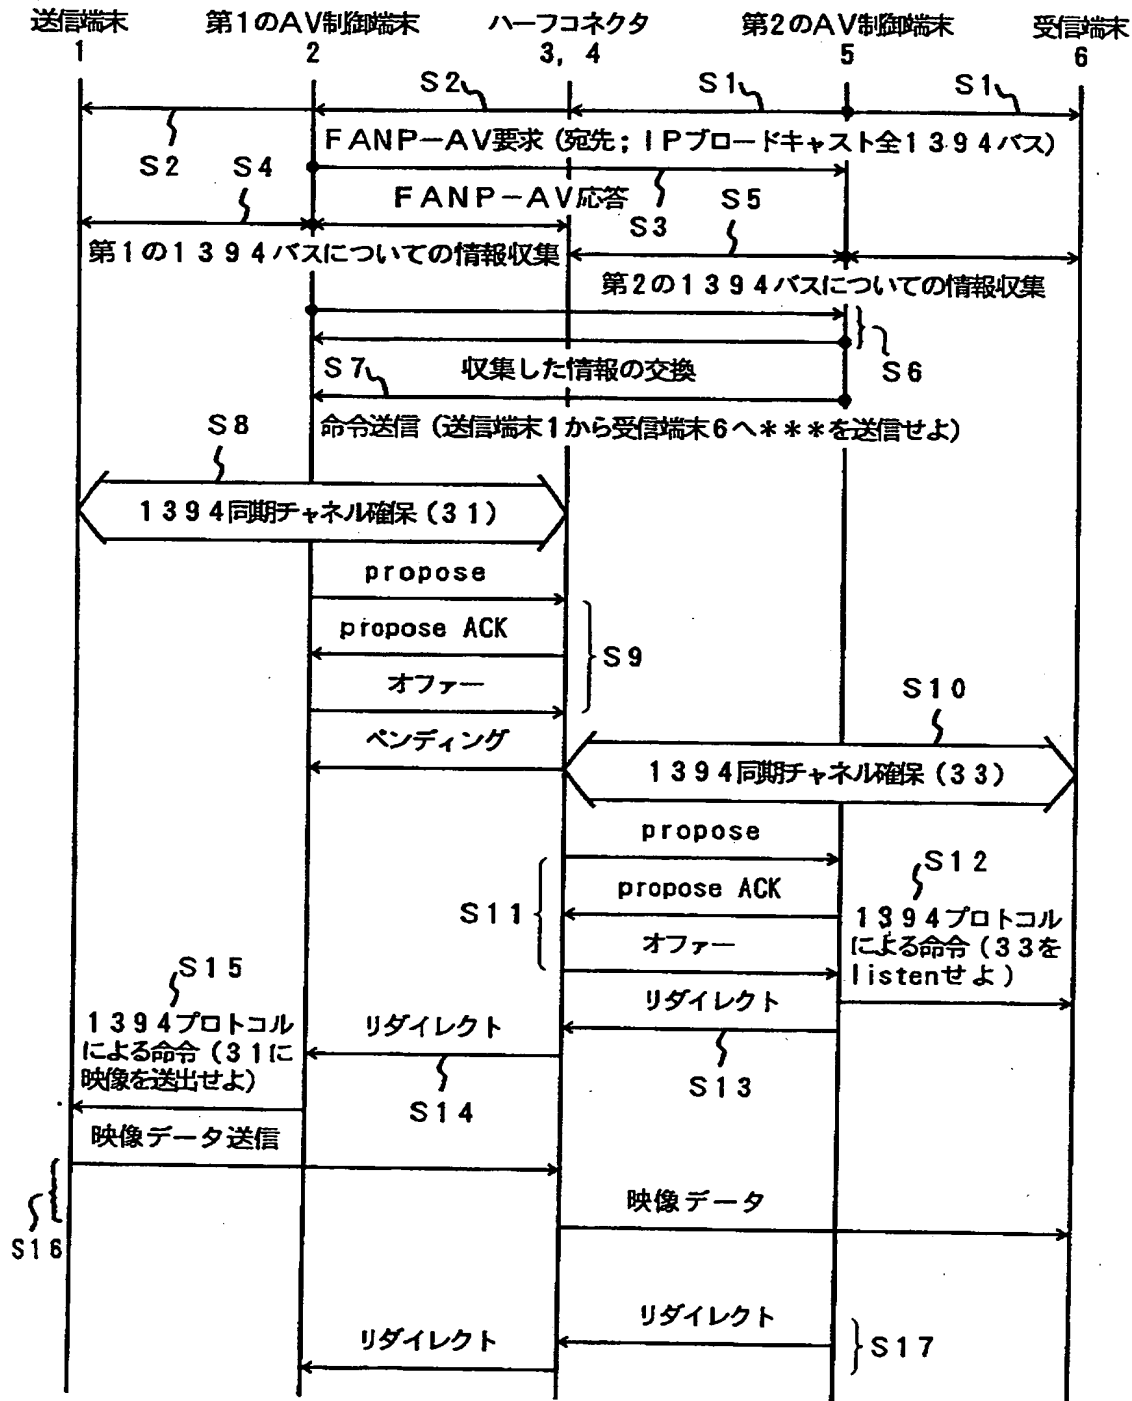 送信端末 第1のAV制御端末 ハーフコネクタ 第2のAV制御端末 受信端末
1 2 3, 4 5 6
S2 S1 S1
FANP-AV要求(宛先;IPブロードキャスト全1394バス)
S2 S4
FANP-AV応答 S5
S3
第1の1394バスについての情報収集
第2の1394バスについての情報収集
S7 収集した情報の交換 S6
S8 命令送信(送信端末1から受信端末6へ***を送信せよ)
1394同期チャネル確保(31)
propose
propose ACK
S9
オファー
S10
ペンディング
1394同期チャネル確保(33)
propose
S12
propose ACK
S11
1394プロトコル
による命令(33を
listenせよ)
オファー
S15
リダイレクト
1394プロトコル
による命令(31に
映像を送出せよ)
リダイレクト
S13
S14
映像データ送信
映像データ
S16
リダイレクト
リダイレクト
S17